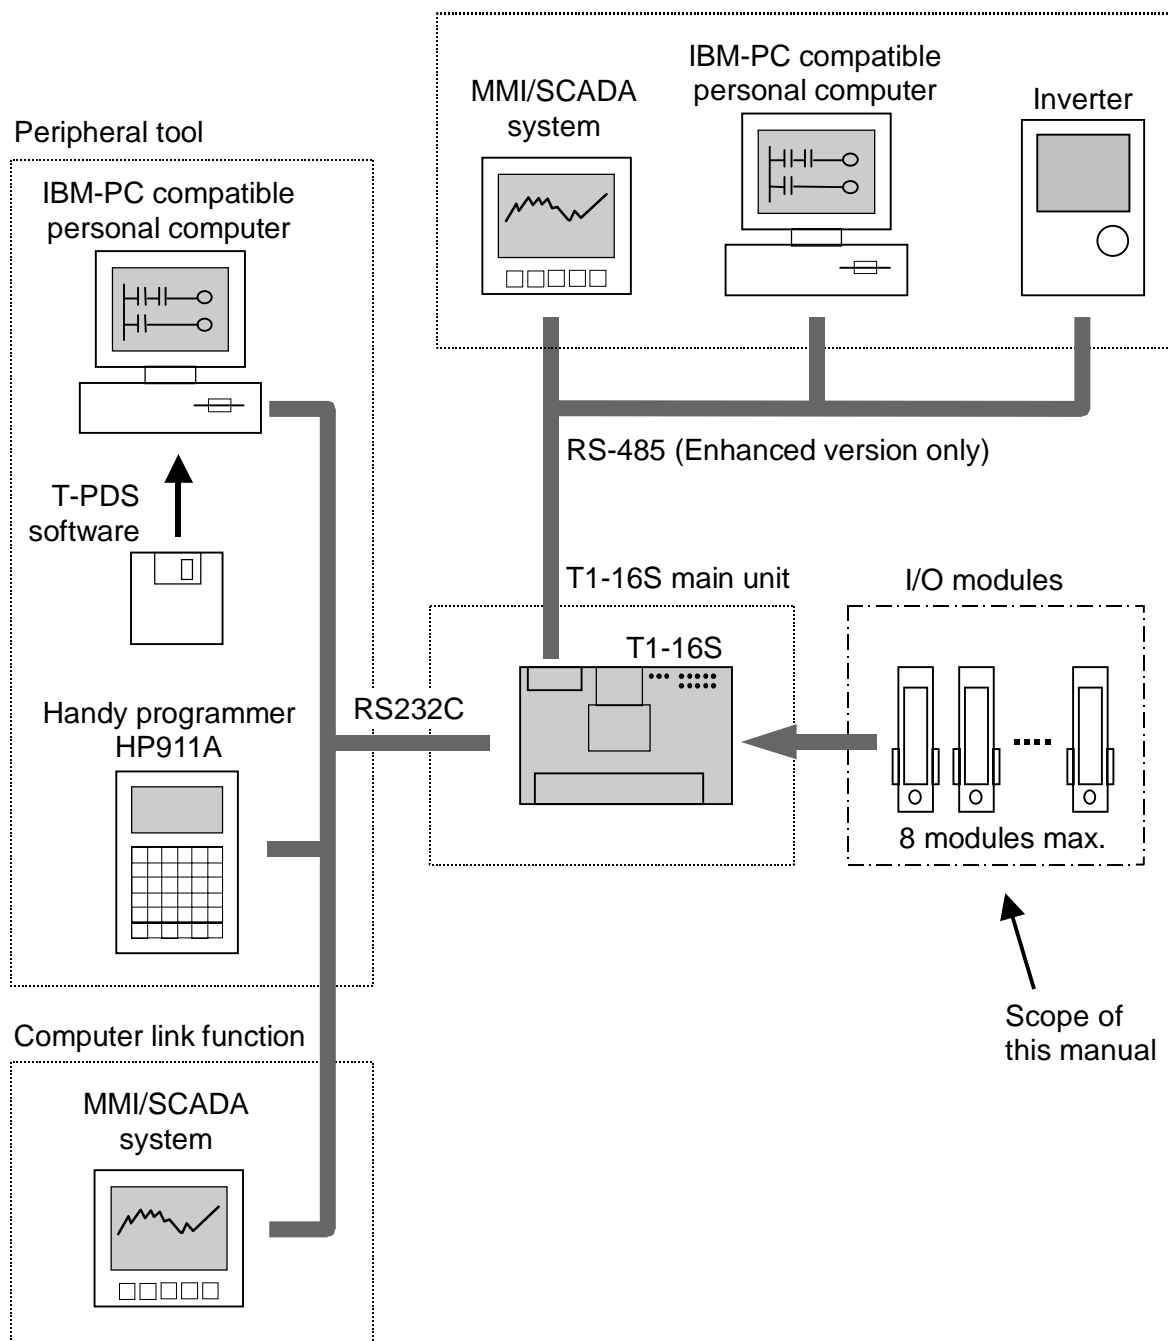 MMI/SCADA
system
IBM-PC compatible
personal computer
Inverter
Peripheral tool
IBM-PC compatible
personal computer
T-PDS
software
Handy programmer
HP911A
RS-485 (Enhanced version only)
T1-16S main unit
T1-16S
RS232C
I/O modules
8 modules max.
Scope of
this manual
Computer link function
MMI/SCADA
system